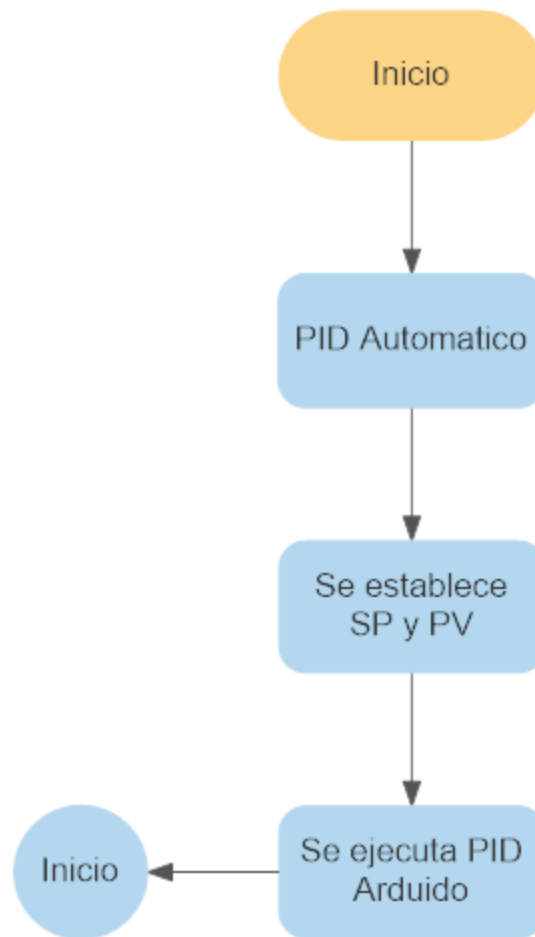 Inicio
PID Automatico
Se establece
SP y PV
Se ejecuta PID
Arduido
Inicio